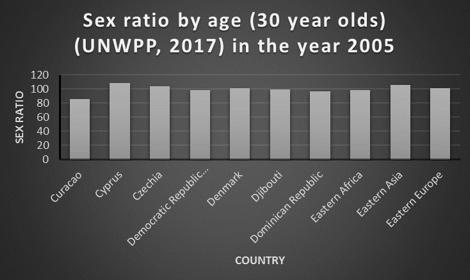 Sex ratio by age (30 year olds)
(UNWPP, 2017) in the year 2005
120
100
80
60
40
20
0
SEX RATIO
Curacao
Cyprus
Czechia
Democratic Republic...
Denmark
Djibouti
Dominican Republic
Eastern Africa
Eastern Asia
Eastern Europe
COUNTRY